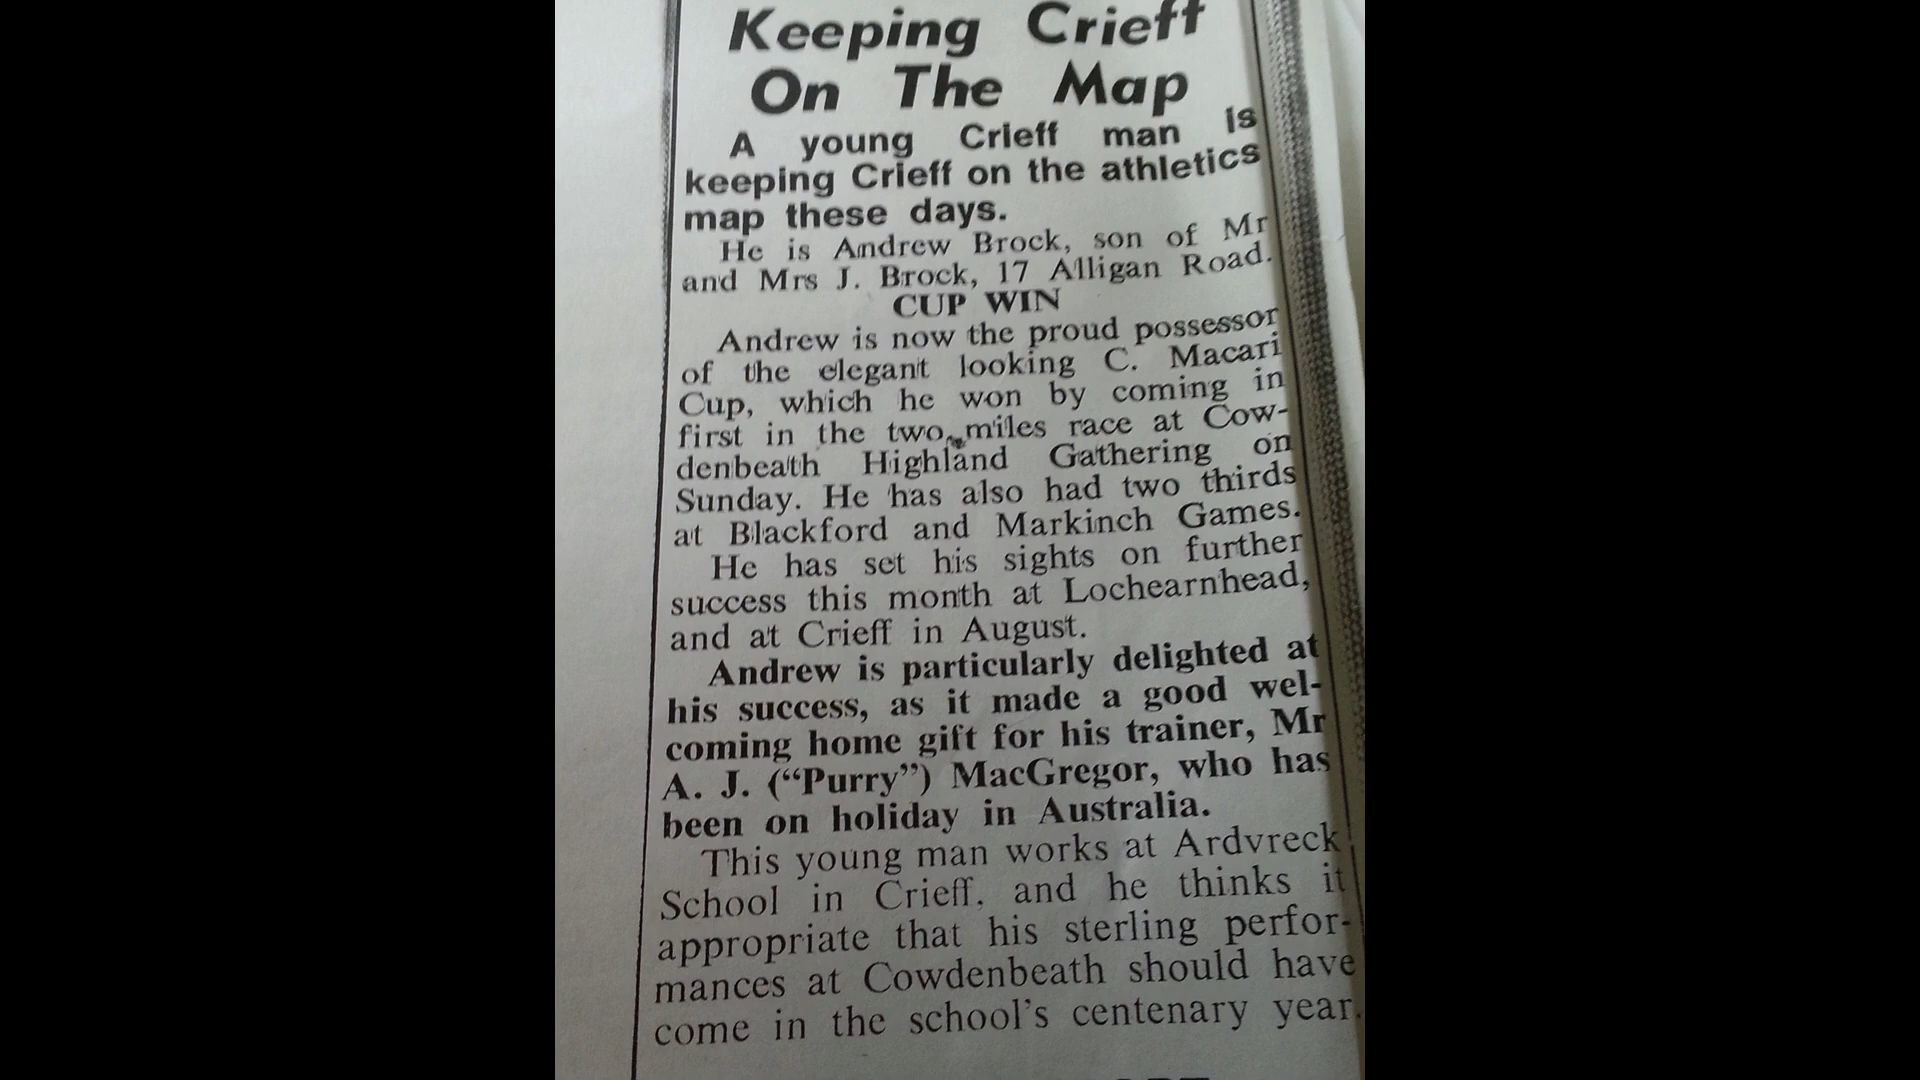 Keeping Crieff
On The Map
A young Crieff man is
keeping Crieff on the athletics
map these days.
He is Andrew Brock, son of Mr
and Mrs J. Brock, 17 Alligan Road.
CUP WIN
Andrew is now the proud possessor
of the elegant looking C. Macari
Cup, which he won by coming in
first in the two miles race at Cow-
denbeath Highland Gathering on
Sunday. He has also had two thirds
at Blackford and Markinch Games.
He has set his sights on further
success this month at Lochearnhead,
and at Crieff in August.
Andrew is particularly delighted at
his success, as it made a good wel-
coming home gift for his trainer, Mr
A. J. (“Purry”) MacGregor, who has
been on holiday in Australia.
This young man works at Ardvreck
School in Crieff, and he thinks it
appropriate that his sterling perfor-
mances at Cowdenbeath should have
come in the school's centenary year.